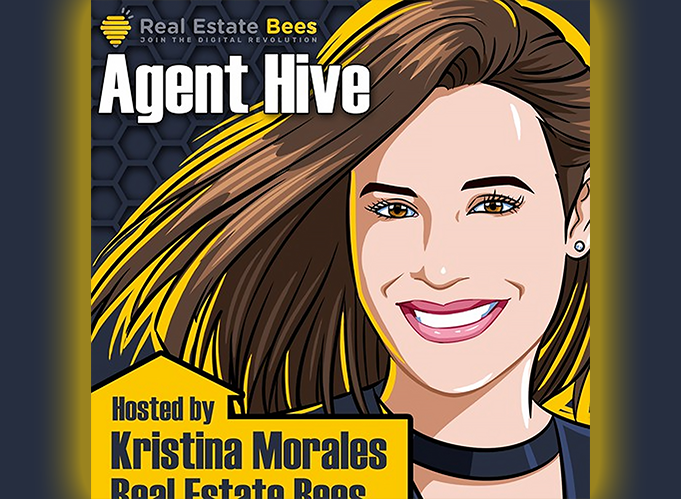 Real Estate Bees
JOIN THE DIGITAL REVOLUTION
Agent Hive
Hosted by
Kristina Morales
Real Estate Bees